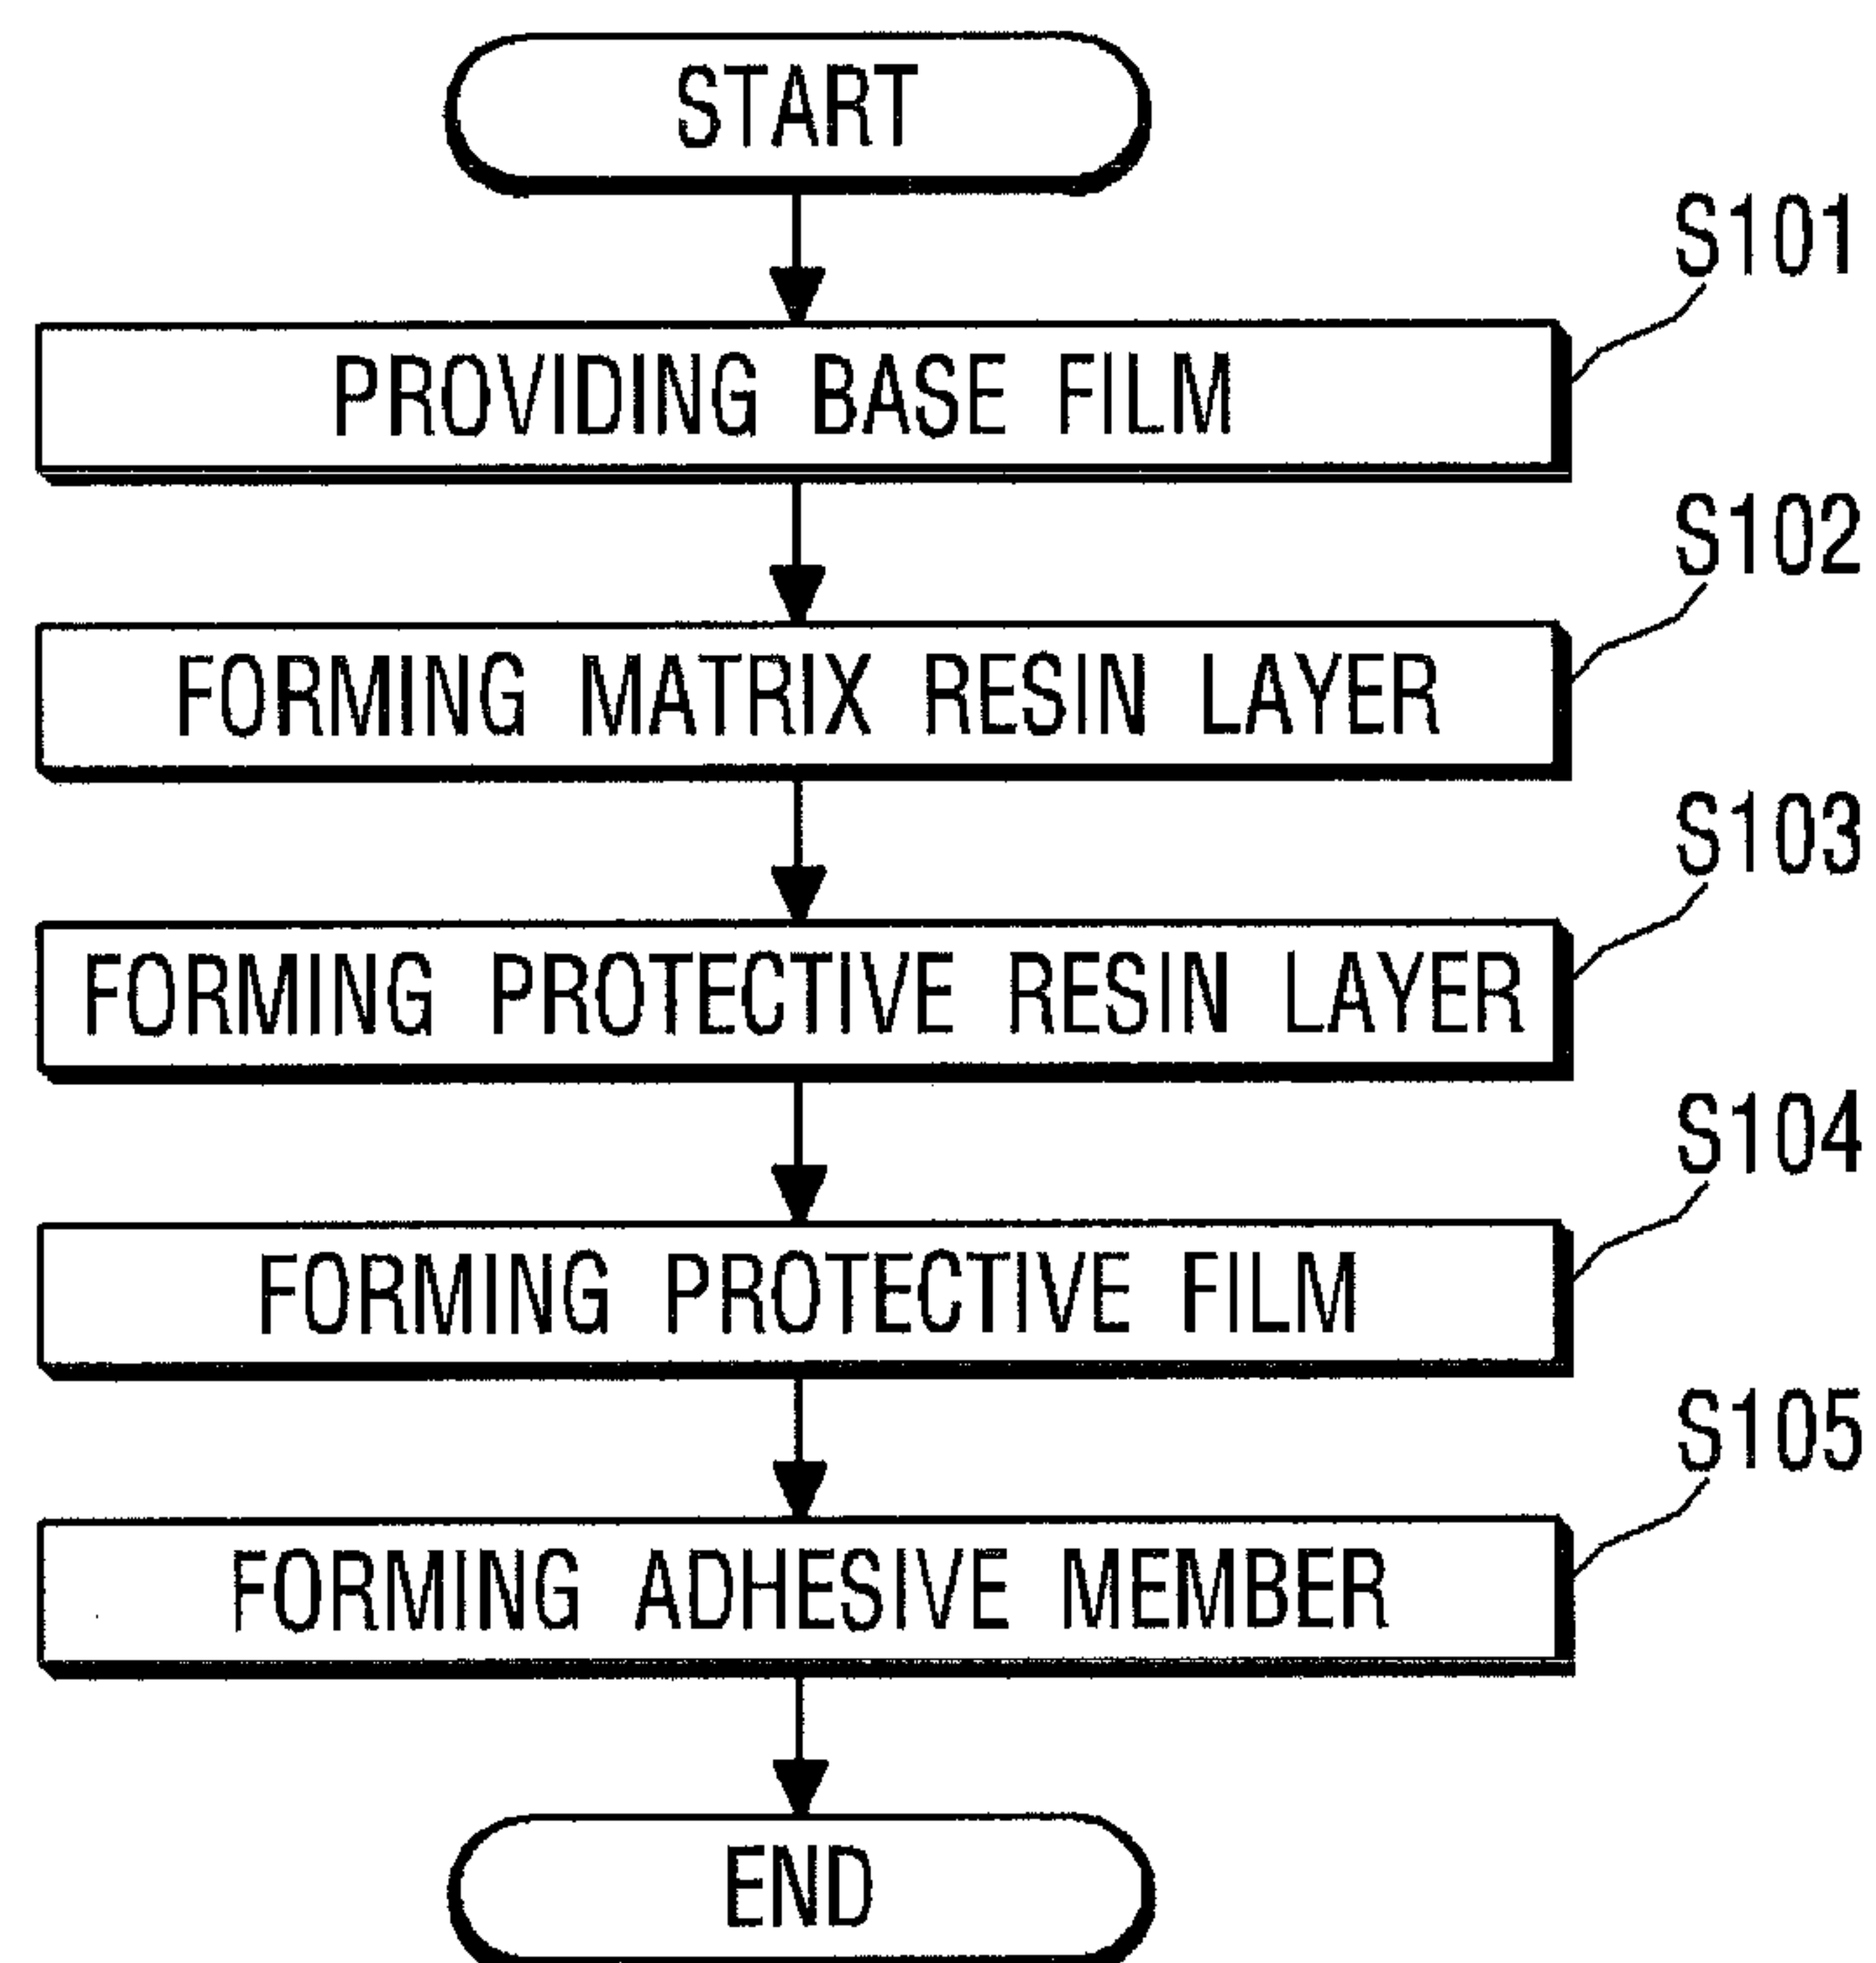 START
S101
PROVIDING BASE FILM
S102
FORMING MATRIX RESIN LAYER
S103
FORMING PROTECTIVE RESIN LAYER
S104
FORMING PROTECTIVE FILM
S105
FORMING ADHESIVE MEMBER
END